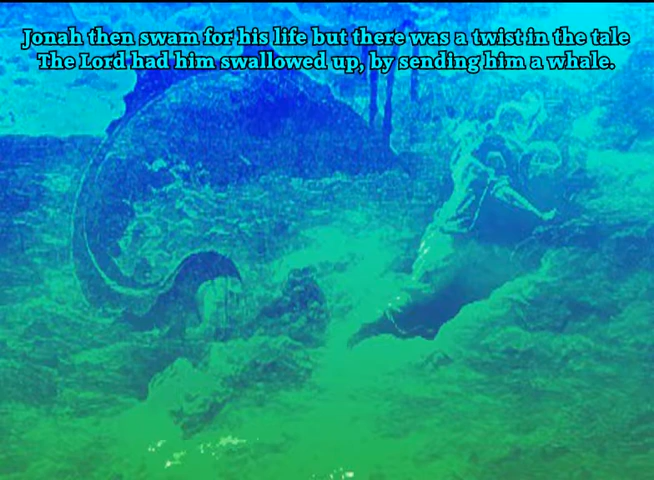 Jonah then swam for his life but there was a twist in the tale
The Lord had him swallowed up, by sending him a whale.